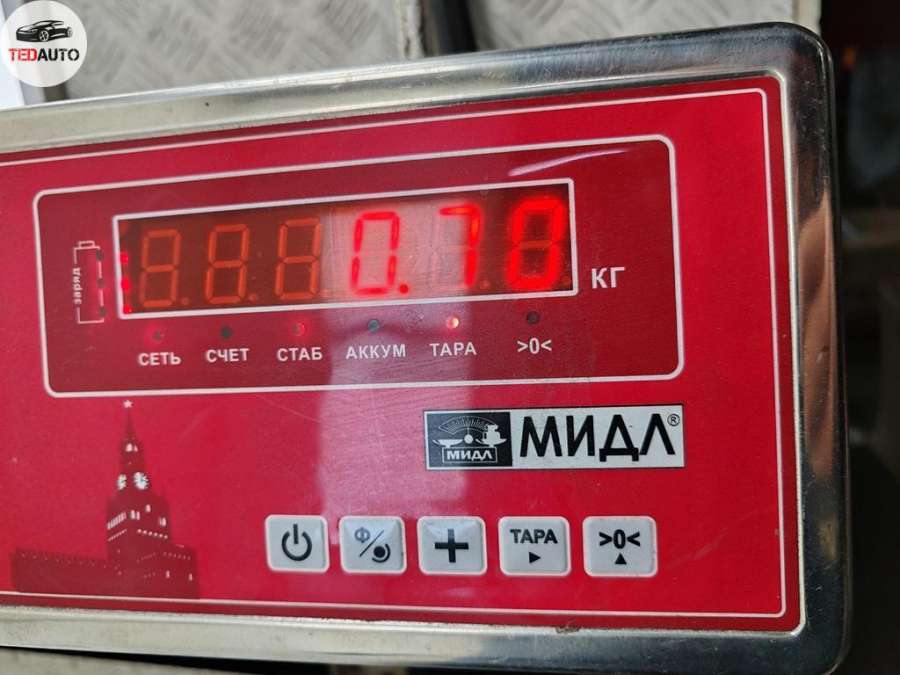 TEDAUTO
заряд
0.70
КГ
СЕТЬ СЧЕТ СТАБ АККУМ ТАРА >0<
МИДЛ МИДЛ®
Ф ТАРА >0<